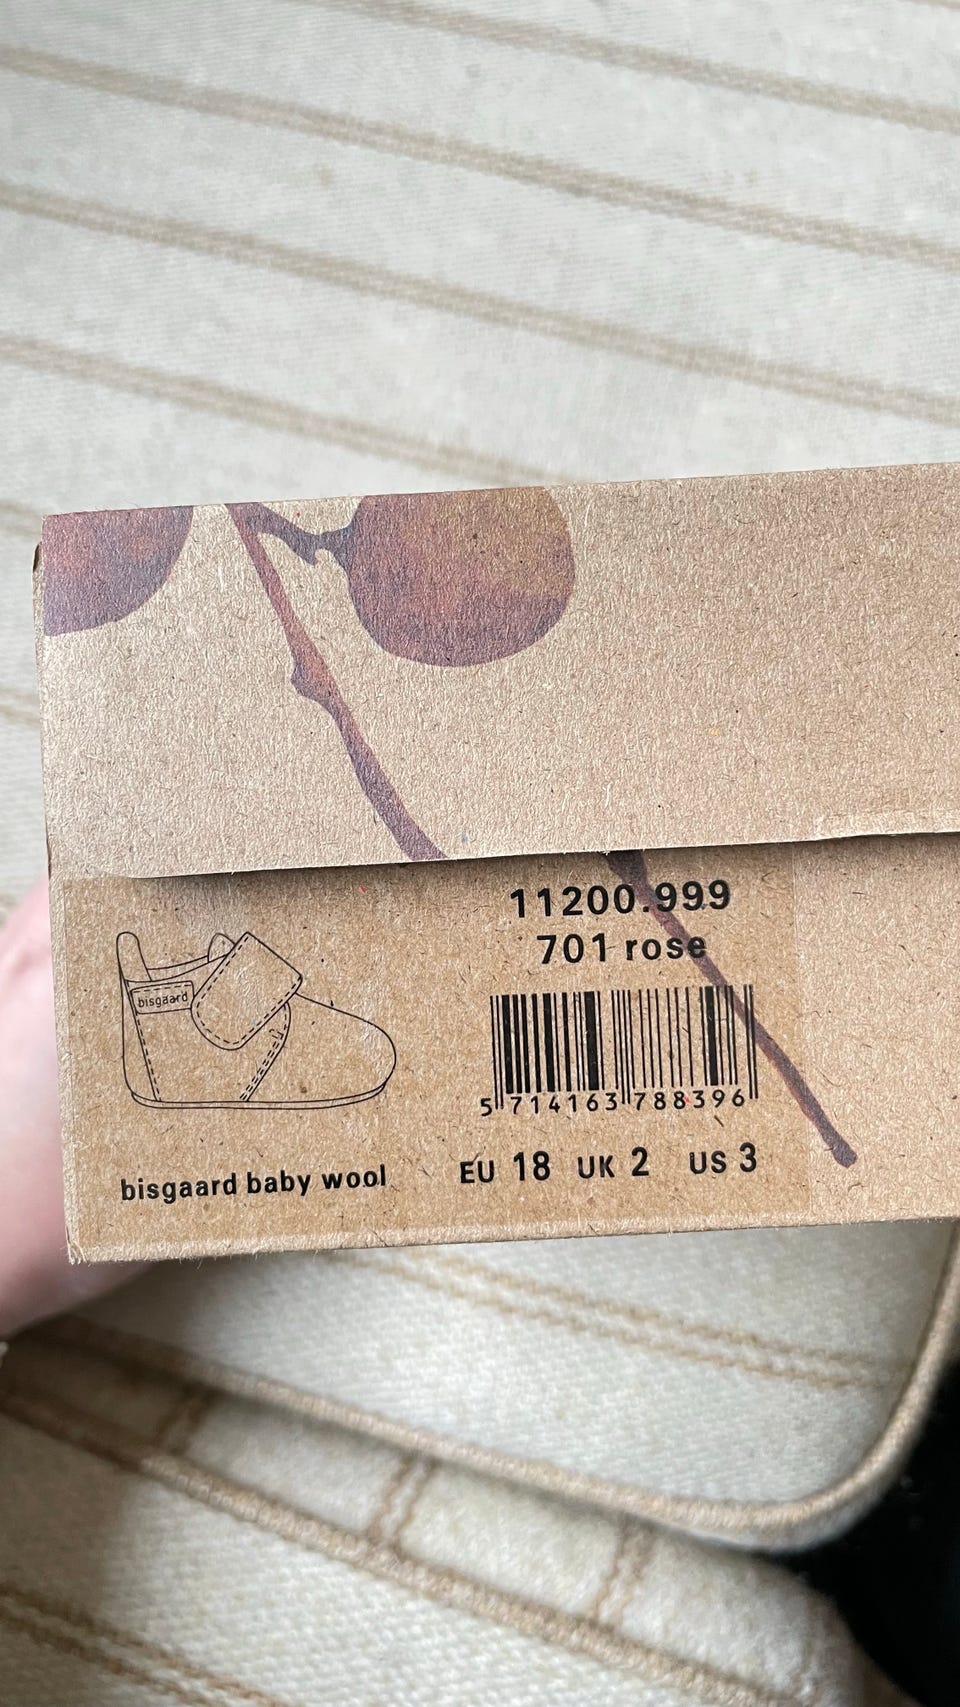 11200.999
701 rose
bisgaard
5 714163 788396
bisgaard baby wool
EU 18 UK 2 US 3